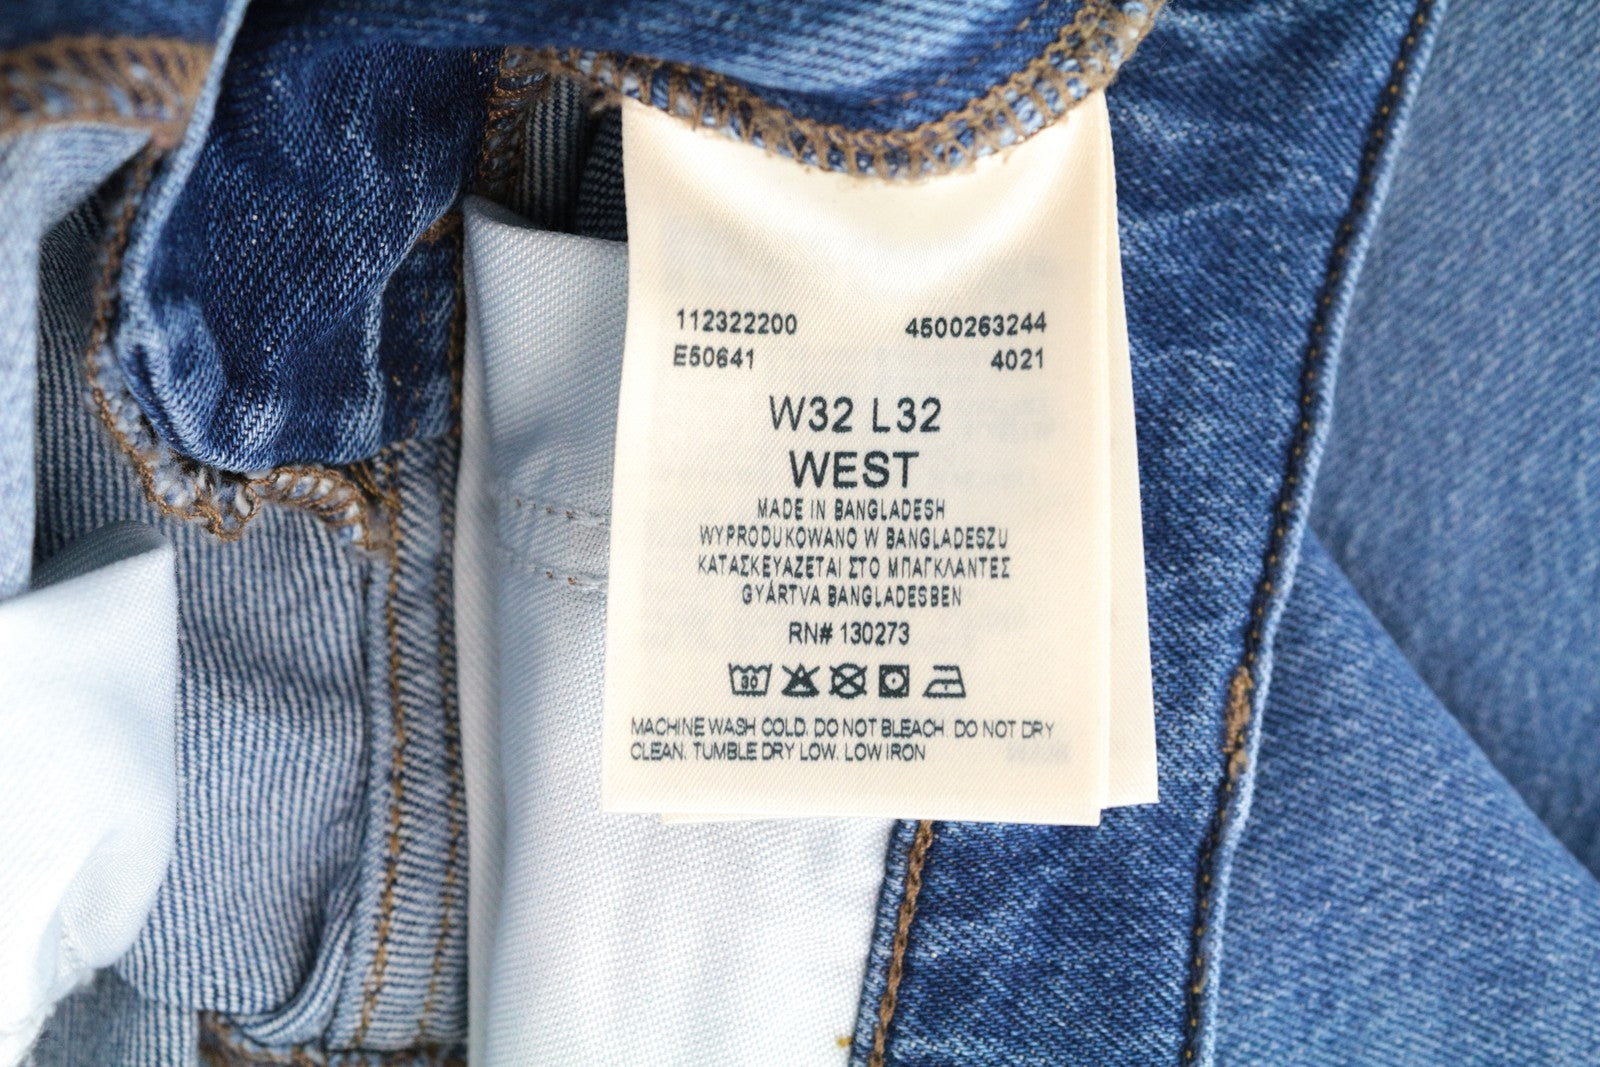 112322200 4500263244
E50641 4021
W32 L32
WEST
MADE IN BANGLADESH
WYPRODUKOWANO W BANGLADESZU
ΚΑΤΑΣΚΕΥΑΖΕΤΑΙ ΣΤΟ ΜΠΑΓΚΛΑΝΤΕΣ
GYÁRTVA BANGLADESBEN
RN# 130273
30
MACHINE WASH COLD. DO NOT BLEACH. DO NOT DRY
CLEAN. TUMBLE DRY LOW. LOW IRON